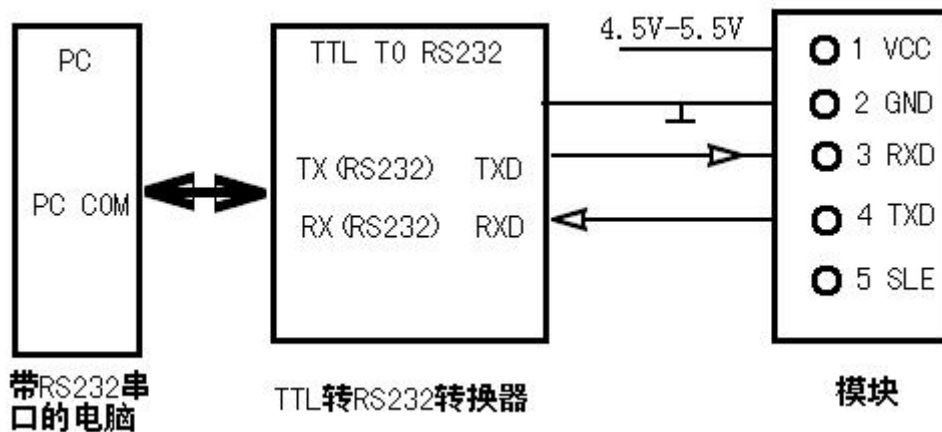 PC
PC COM
带RS232串
口的电脑
TTL TO RS232
TX(RS232) TXD
RX(RS232) RXD
TTL转RS232转换器
4.5V-5.5V
1 VCC
2 GND
3 RXD
4 TXD
5 SLE
模块